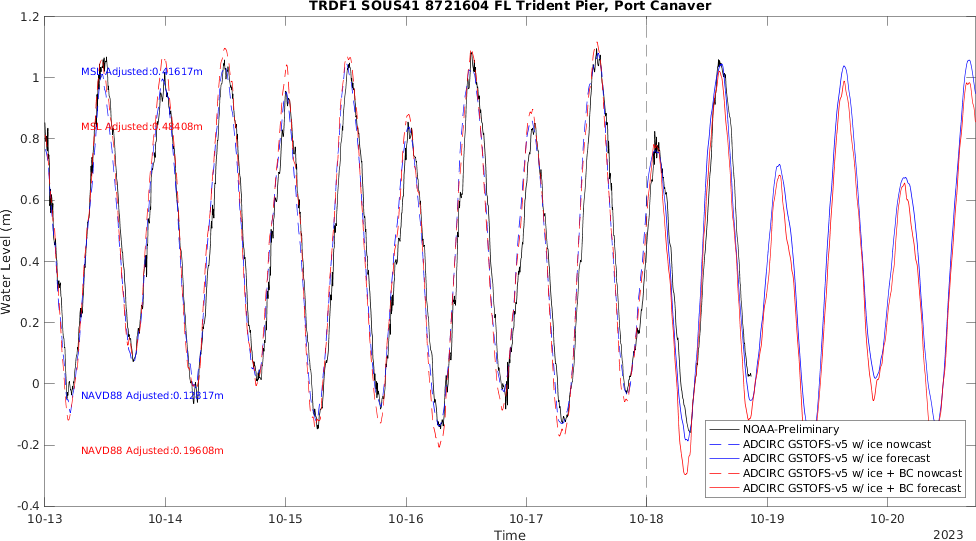 TRDF1 SOUS41 8721604 FL Trident Pier, Port Canaver
1.2
1
0.8
0.6
0.4
0.2
0
-0.2
-0.4
Water Level (m)
MSL Adjusted:0.41617m
MSL Adjusted:0.48408m
NAVD88 Adjusted:0.12817m
NAVD88 Adjusted:0.19608m
NOAA-Preliminary
ADCIRC GSTOFS-v5 w/ ice nowcast
ADCIRC GSTOFS-v5 w/ ice forecast
ADCIRC GSTOFS-v5 w/ ice + BC nowcast
ADCIRC GSTOFS-v5 w/ ice + BC forecast
10-13 10-14 10-15 10-16 10-17 10-18 10-19 10-20
Time
2023